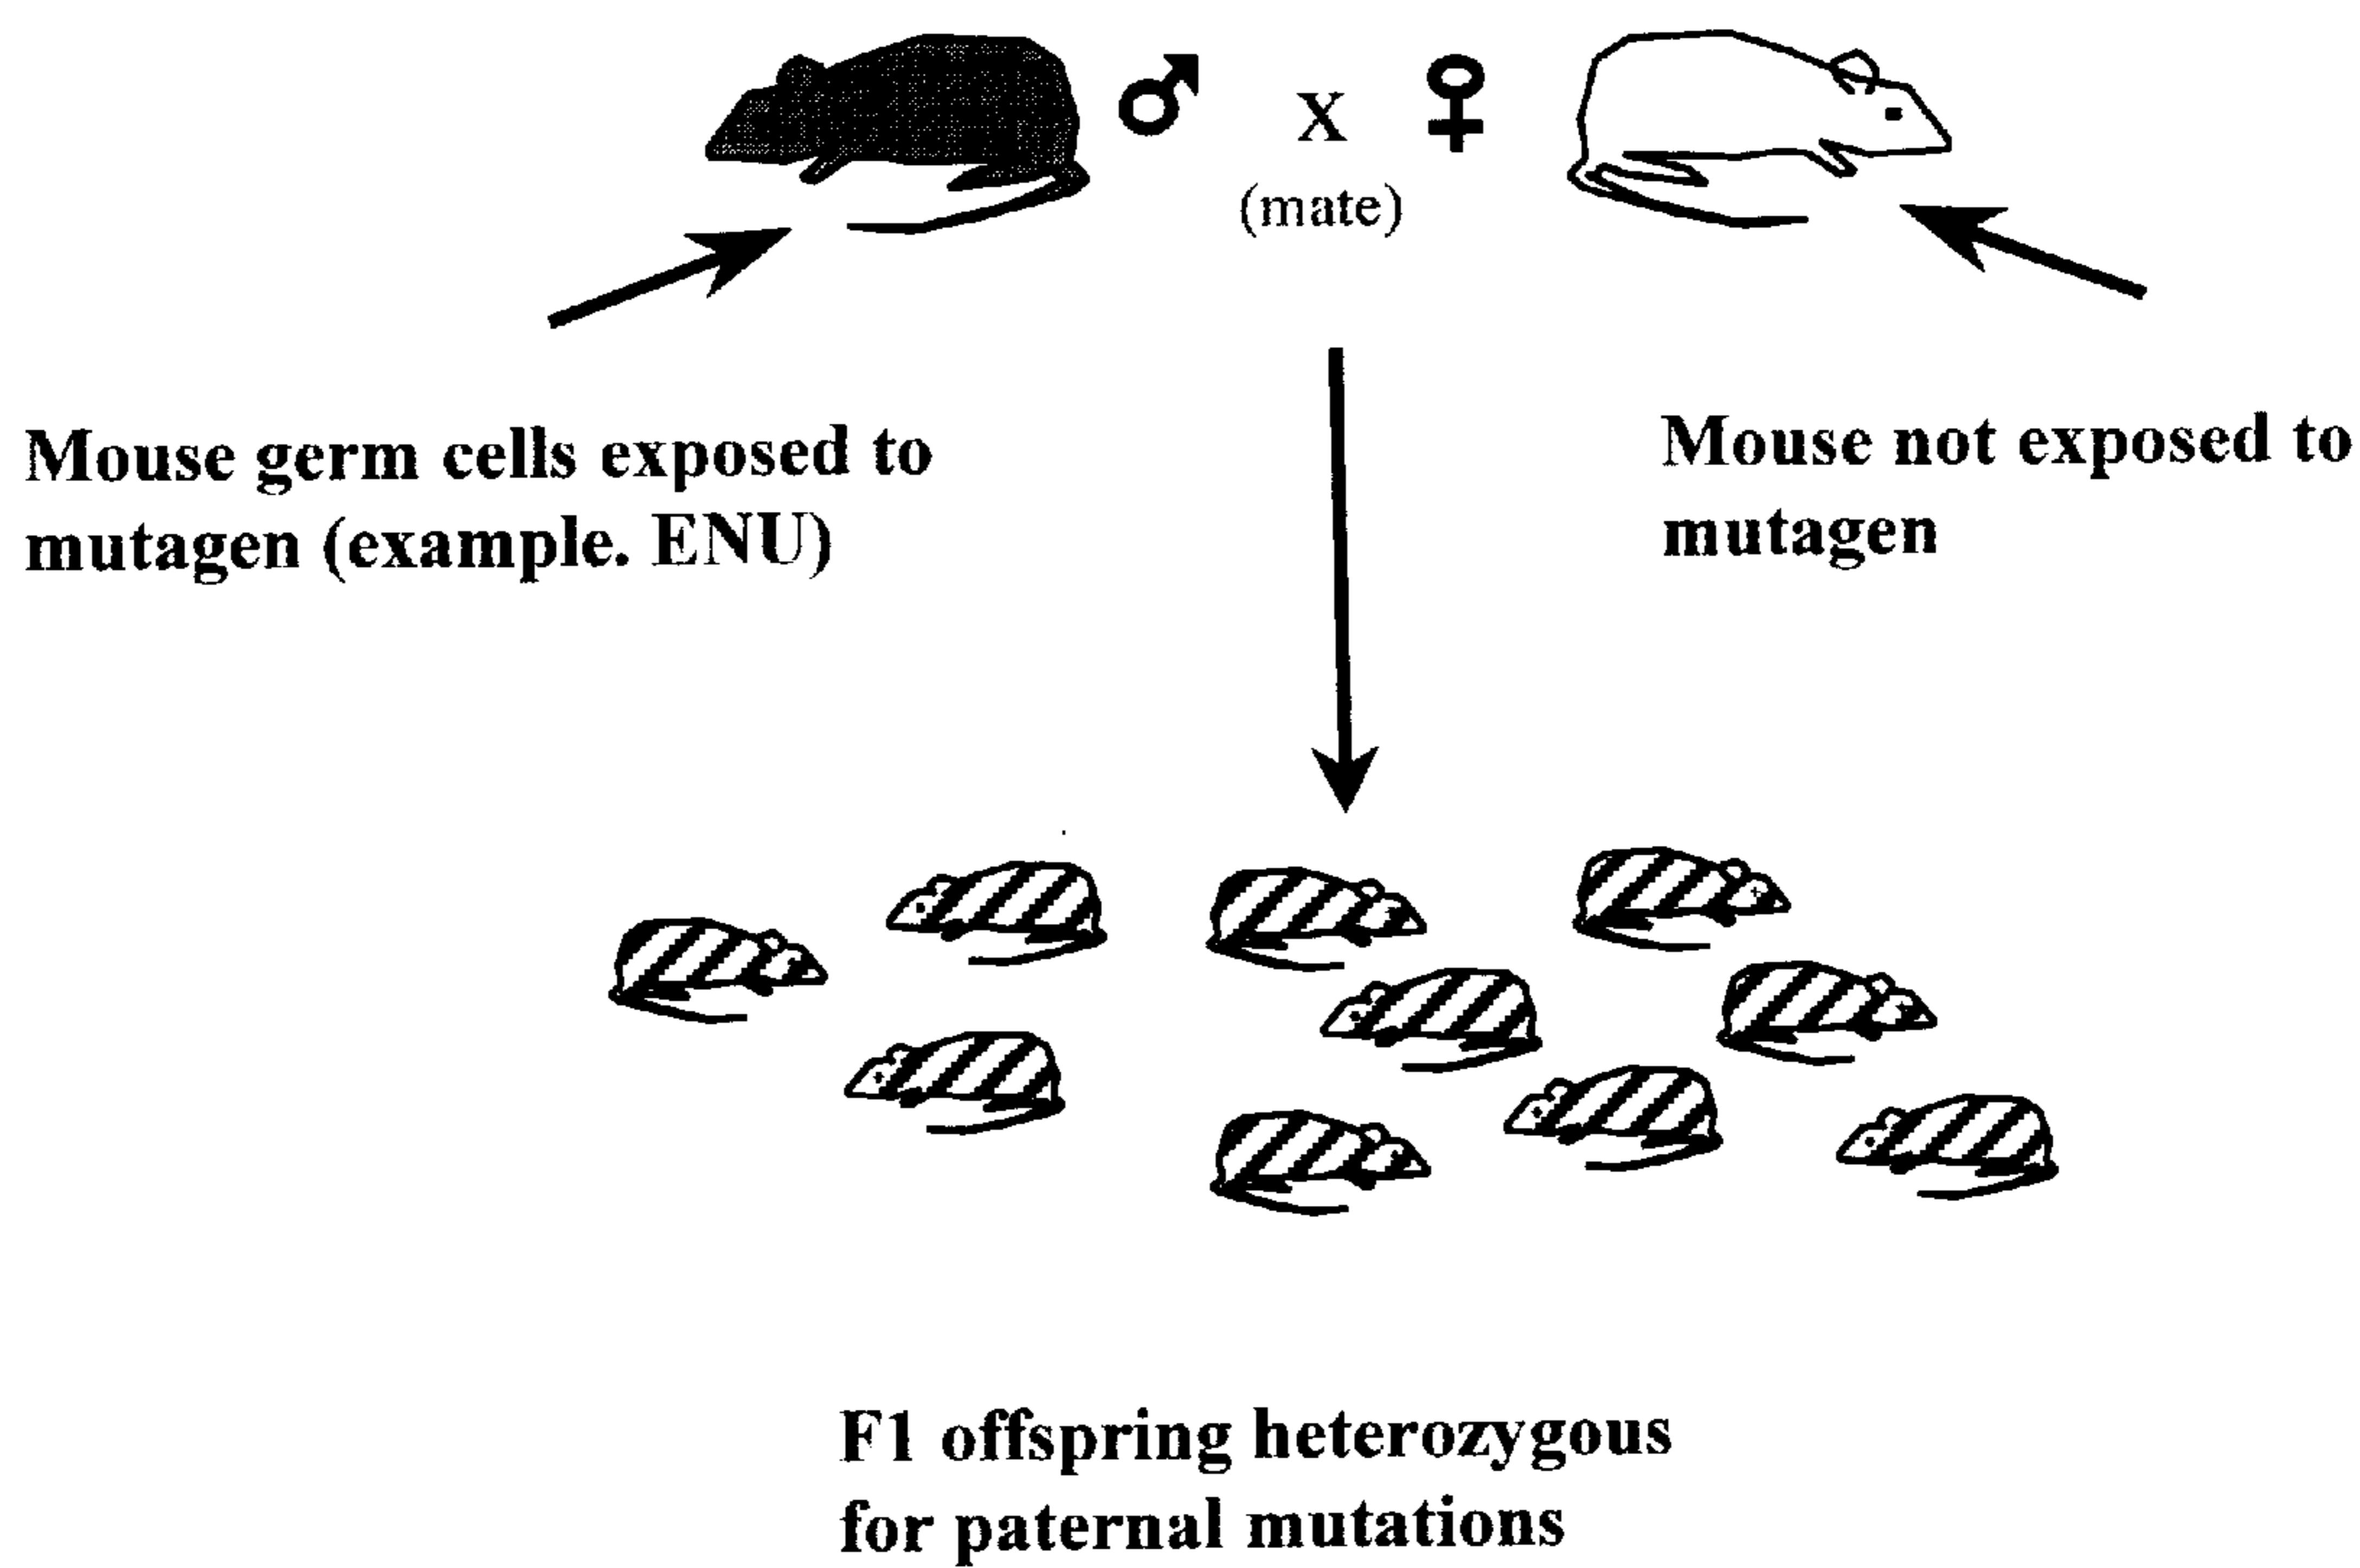 X
(mate)
Mouse germ cells exposed to
mutagen (example. ENU)
Mouse not exposed to
mutagen
F1 offspring heterozygous
for paternal mutations